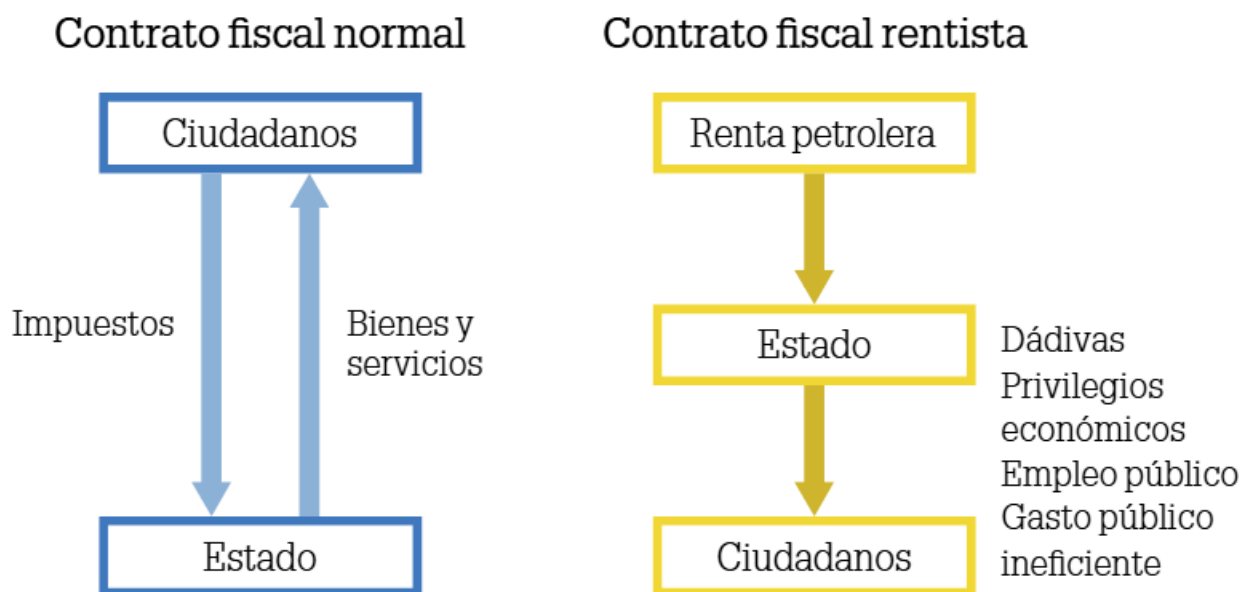 Contrato fiscal normal
Ciudadanos
Impuestos
Bienes y
servicios
Estado
Contrato fiscal rentista
Renta petrolera
Estado
Dádivas
Privilegios
económicos
Empleo público
Gasto público
ineficiente
Ciudadanos